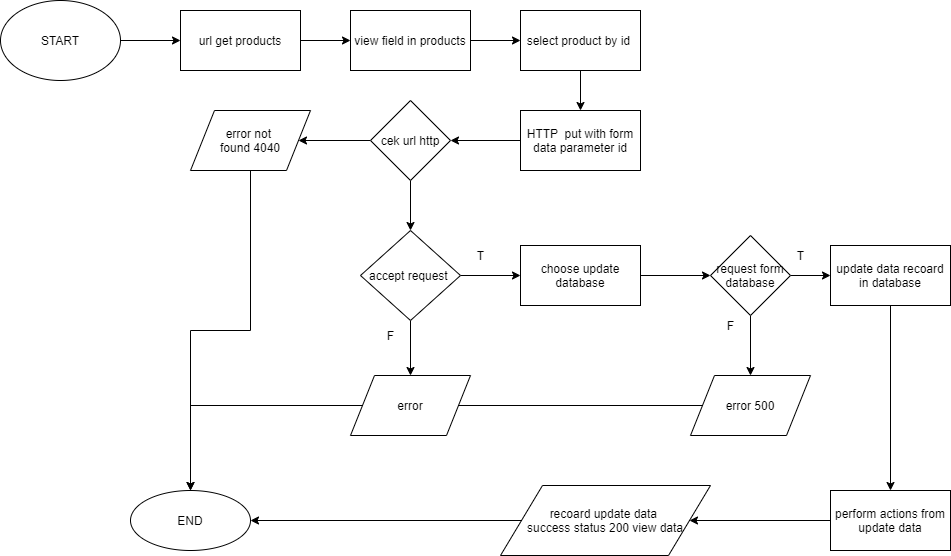 START
url get products
view field in products
select product by id
error not
found 4040
cek url http
HTTP  put with form
data parameter id
accept request
T
choose update
database
request form
database
T
update data recoard
in database
F
F
error
error 500
END
recoard update data
success status 200 view data
perform actions from
update data